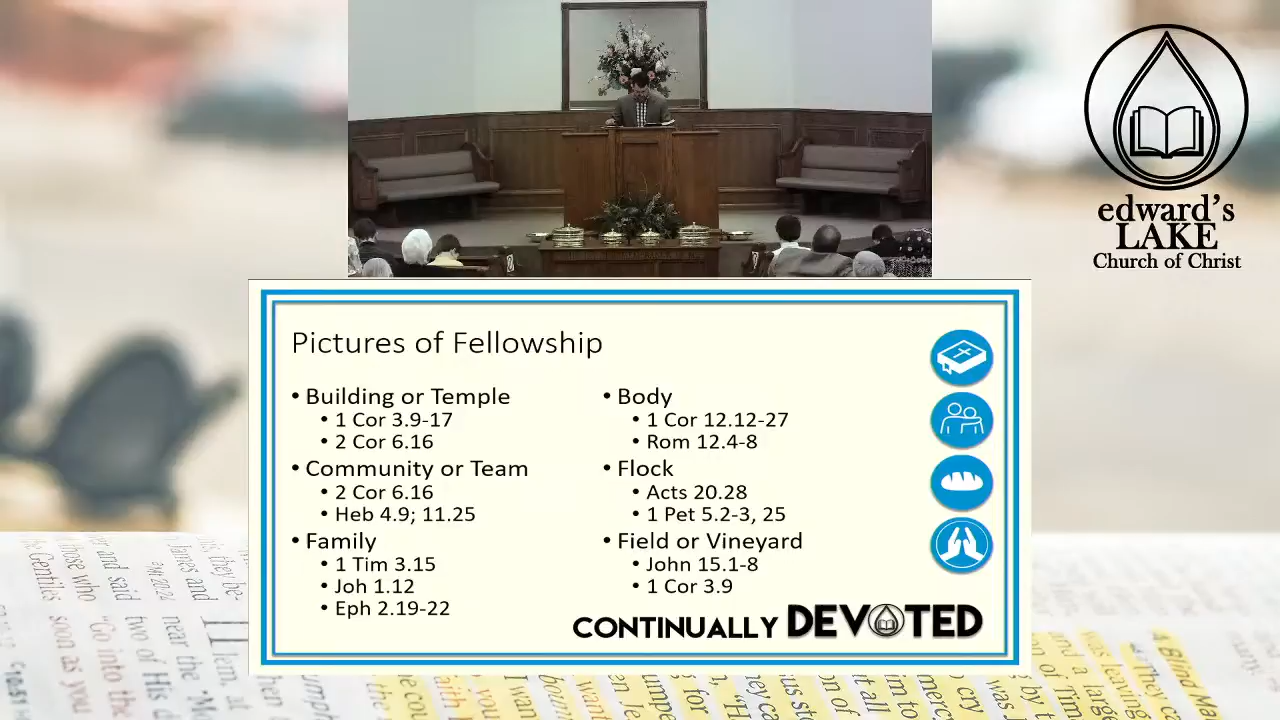 edward's
LAKE
Church of Christ
Pictures of Fellowship
• Building or Temple
• 1 Cor 3.9-17
• 2 Cor 6.16
• Community or Team
• 2 Cor 6.16
• Heb 4.9; 11.25
• Family
• 1 Tim 3.15
• Joh 1.12
• Eph 2.19-22
• Body
• 1 Cor 12.12-27
• Rom 12.4-8
• Flock
• Acts 20.28
• 1 Pet 5.2-3, 25
• Field or Vineyard
• John 15.1-8
• 1 Cor 3.9
CONTINUALLY DEVOTED